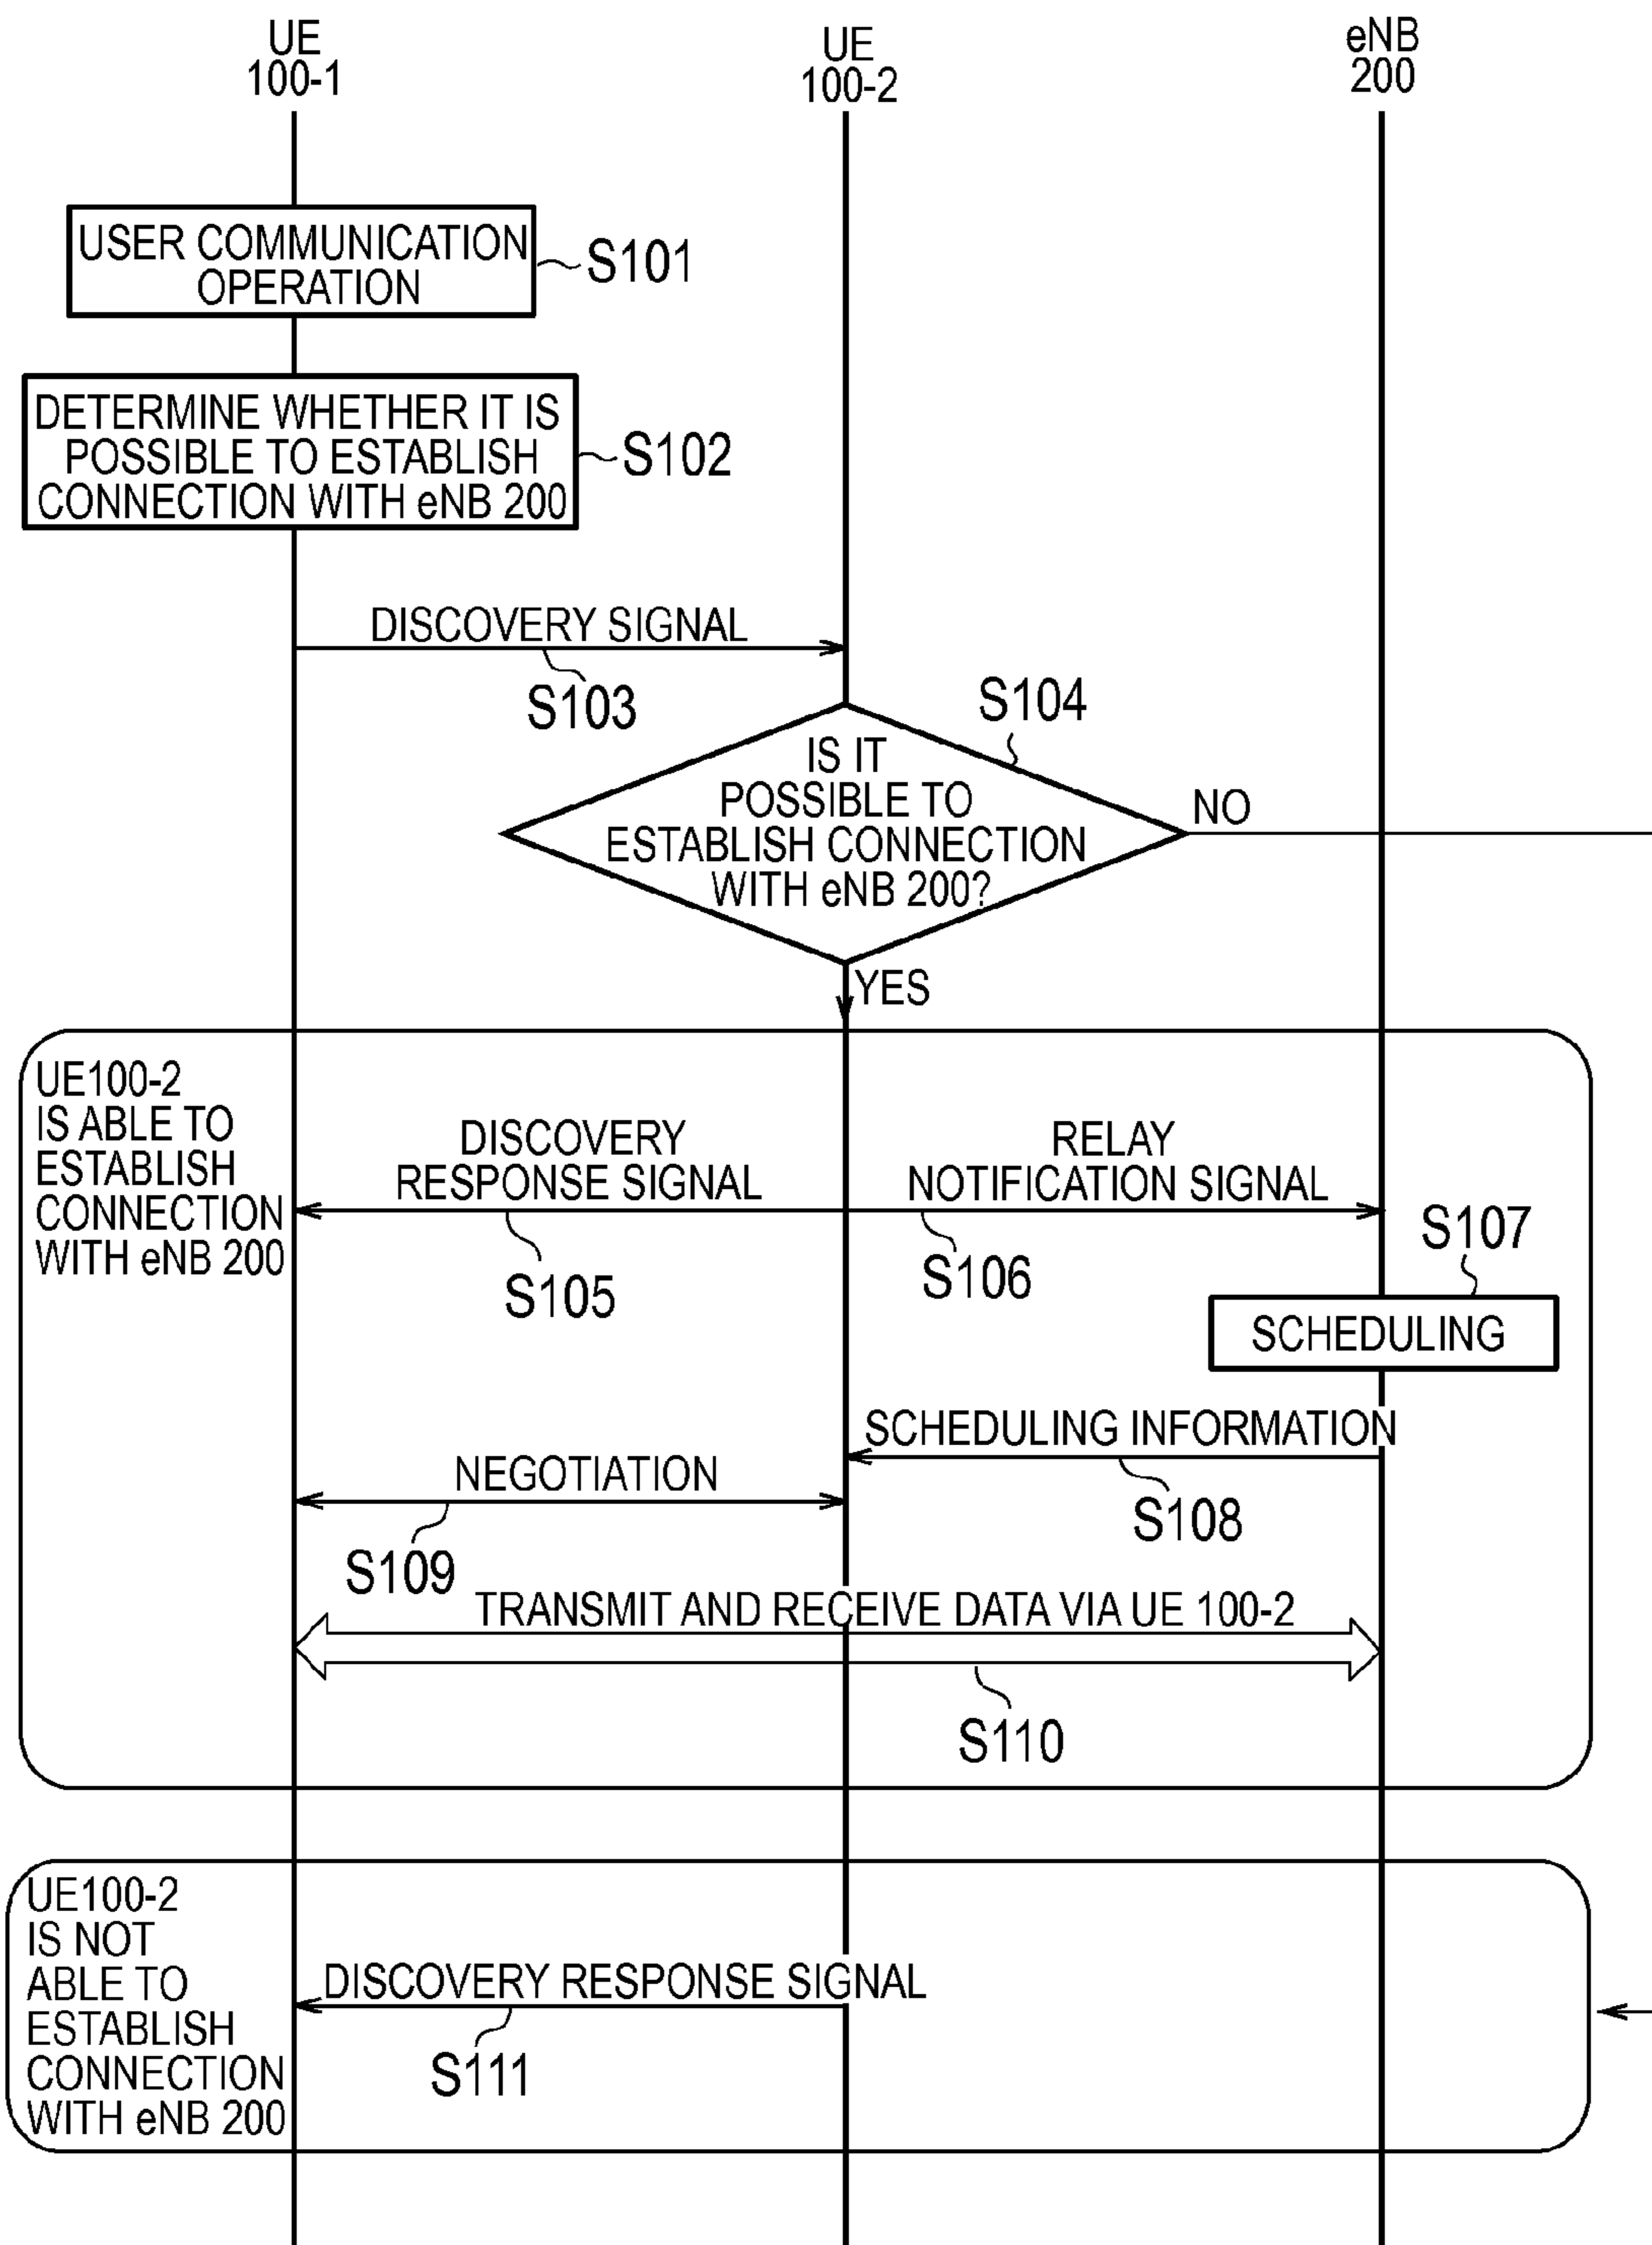 UE
100-1
UE
100-2
eNB
200
USER COMMUNICATION
OPERATION
S101
DETERMINE WHETHER IT IS
POSSIBLE TO ESTABLISH
CONNECTION WITH eNB 200
S102
DISCOVERY SIGNAL
S103
S104
IS IT
POSSIBLE TO
ESTABLISH CONNECTION
WITH eNB 200?
NO
YES
UE100-2
IS ABLE TO
ESTABLISH
CONNECTION
WITH eNB 200
DISCOVERY
RESPONSE SIGNAL
S105
RELAY
NOTIFICATION SIGNAL
S106
S107
SCHEDULING
SCHEDULING INFORMATION
S108
NEGOTIATION
S109
TRANSMIT AND RECEIVE DATA VIA UE 100-2
S110
UE100-2
IS NOT
ABLE TO
ESTABLISH
CONNECTION
WITH eNB 200
DISCOVERY RESPONSE SIGNAL
S111